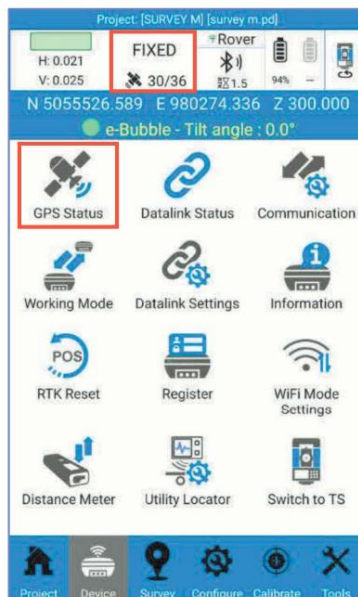 Project: [SURVEY M] [survey m.pd]
H: 0.021
V: 0.025
FIXED
30/36
Rover
1.5
94%
--
N 5055526.589 E 980274.336 Z 300.000
e-Bubble - Tilt angle : 0.0°
GPS Status
Datalink Status
Communication
Working Mode
Datalink Settings
Information
POS
RTK Reset
Register
WiFi Mode
Settings
Distance Meter
Utility Locator
Switch to TS
Project
Device
Survey
Configure
Calibrate
Tools